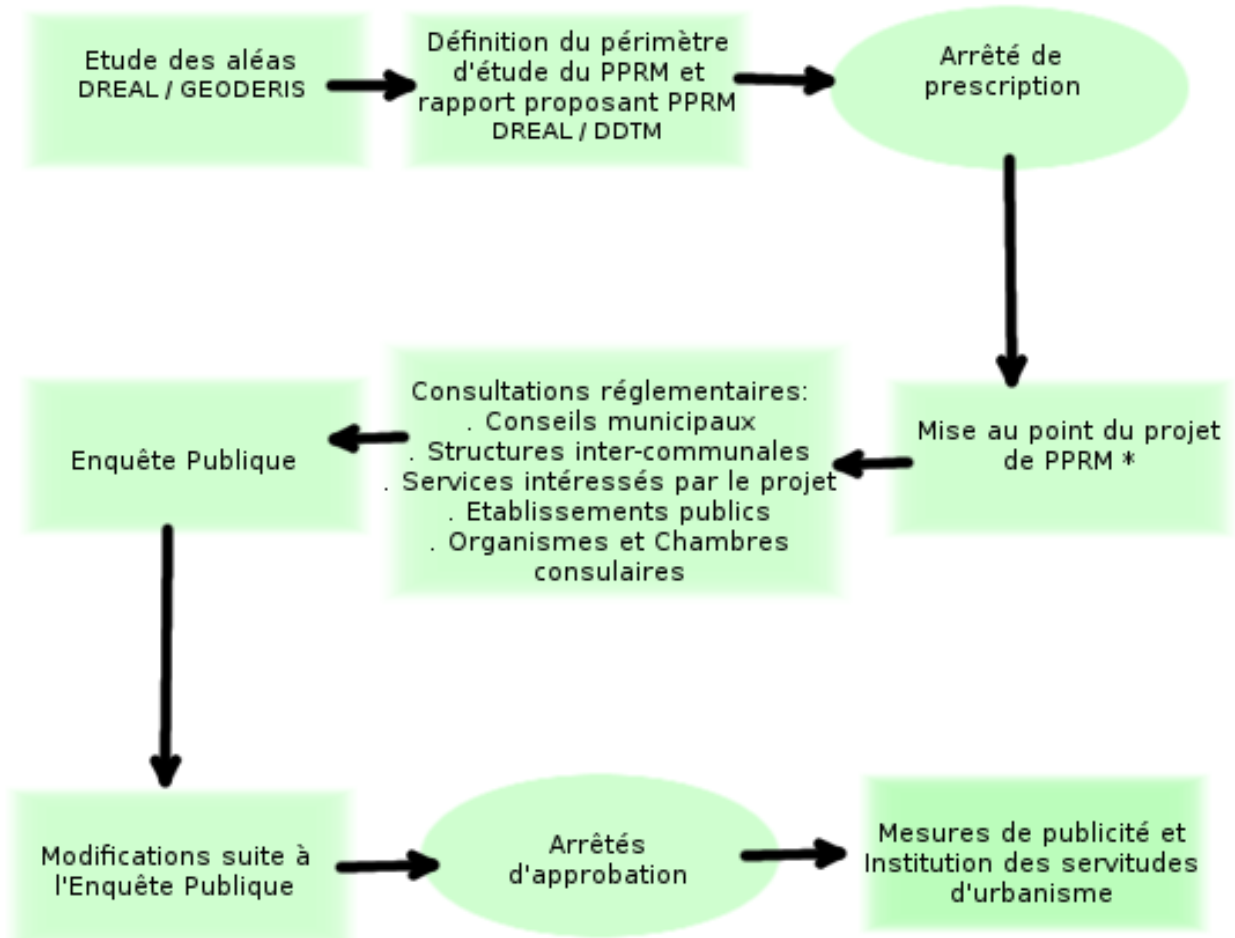 Etude des aléas
DREAL / GEODERIS
Définition du périmètre
d'étude du PPRM et
rapport proposant PPRM
DREAL / DDTM
Arrêté de
prescription
Mise au point du projet
de PPRM *
Consultations réglementaires:
. Conseils municipaux
. Structures inter-communales
. Services intéressés par le projet
. Etablissements publics
. Organismes et Chambres
consulaires
Enquête Publique
Modifications suite à
l'Enquête Publique
Arrêtés
d'approbation
Mesures de publicité et
Institution des servitudes
d'urbanisme